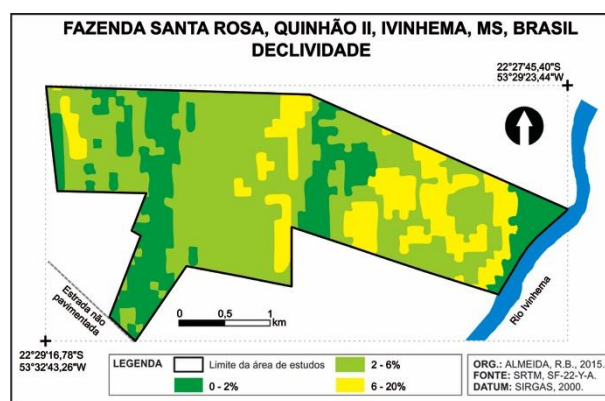 FAZENDA SANTA ROSA, QUINHÃO II, IVINHEMA, MS, BRASIL
DECLIVIDADE
22°27'45,40"S
53°29'23,44"W
Estrada não
pavimentada
0 0,5 1
km
Rio Ivinhema
22°29'16,78"S
53°32'43,26"W
LEGENDA
Limite da área de estudos
0 - 2%
2 - 6%
6 - 20%
ORG.: ALMEIDA, R.B., 2015.
FONTE: SRTM, SF-22-Y-A.
DATUM: SIRGAS, 2000.